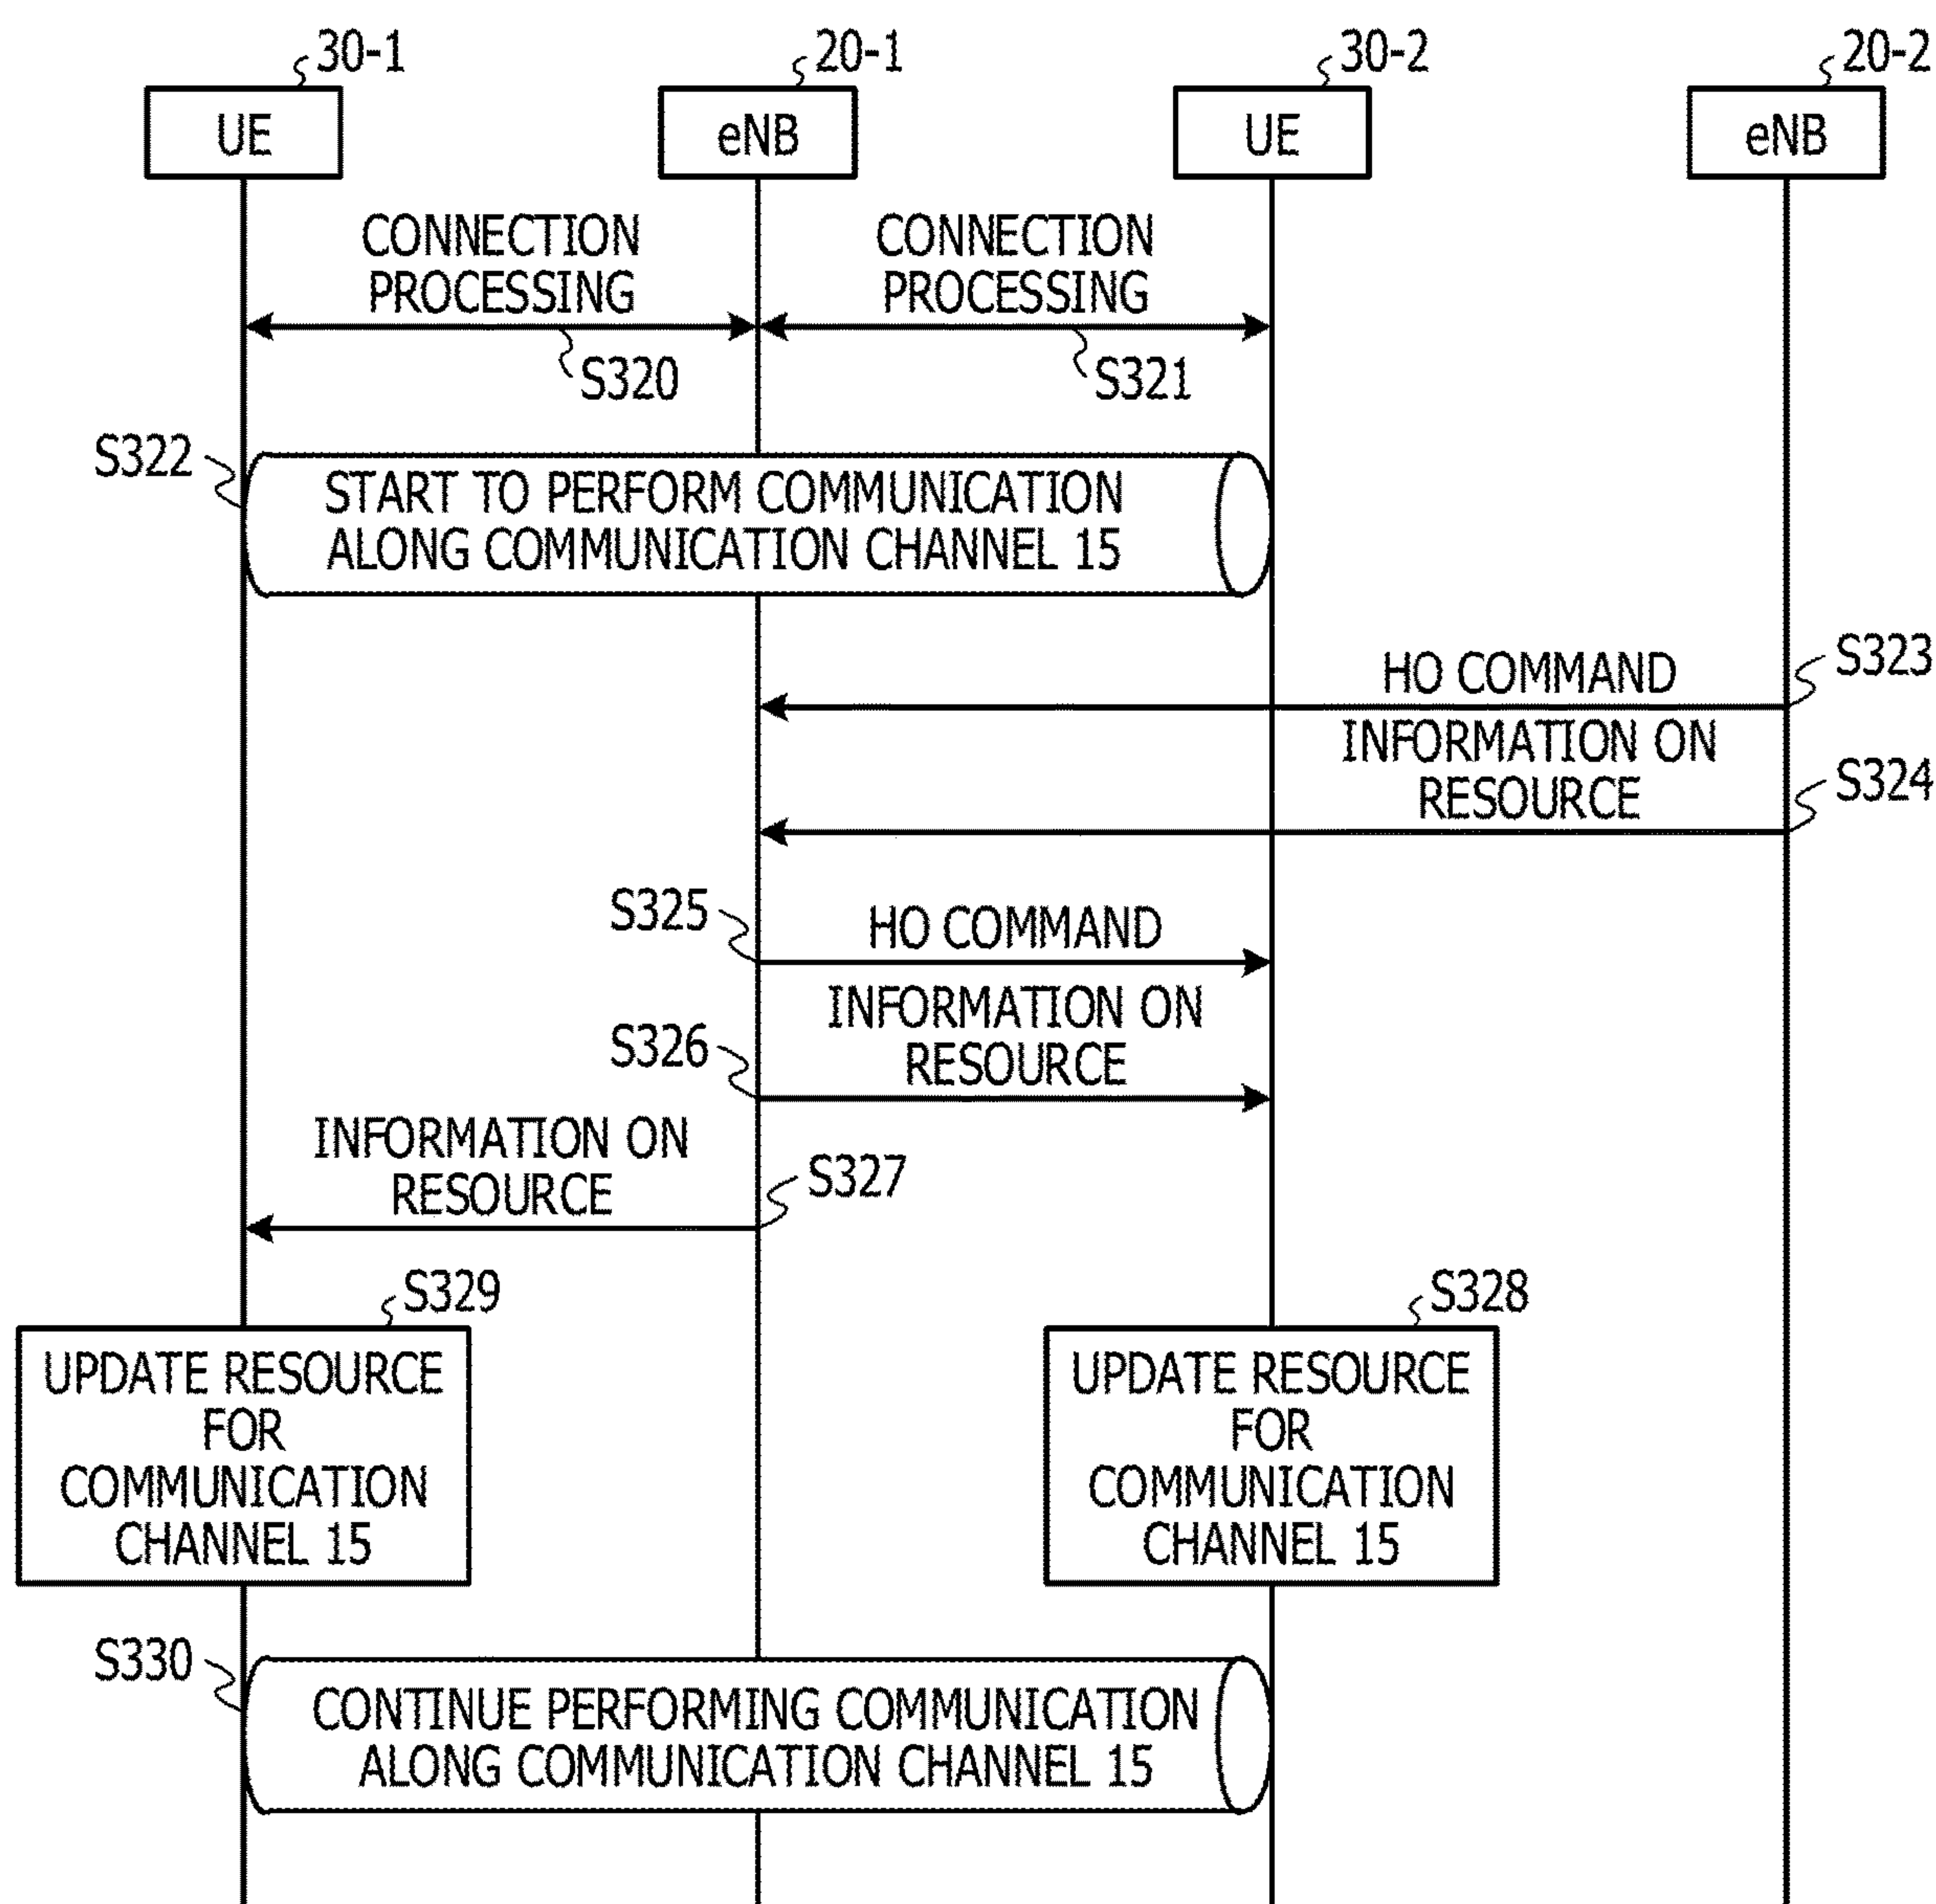 30-1
20-1
30-2
20-2
UE
eNB
UE
eNB
CONNECTION
PROCESSING
CONNECTION
PROCESSING
S320
S321
S322
START TO PERFORM COMMUNICATION
ALONG COMMUNICATION CHANNEL 15
HO COMMAND
S323
INFORMATION ON
RESOURCE
S324
S325
HO COMMAND
INFORMATION ON
RESOURCE
S326
INFORMATION ON
RESOURCE
S327
S329
S328
UPDATE RESOURCE
FOR
COMMUNICATION
CHANNEL 15
UPDATE RESOURCE
FOR
COMMUNICATION
CHANNEL 15
S330
CONTINUE PERFORMING COMMUNICATION
ALONG COMMUNICATION CHANNEL 15